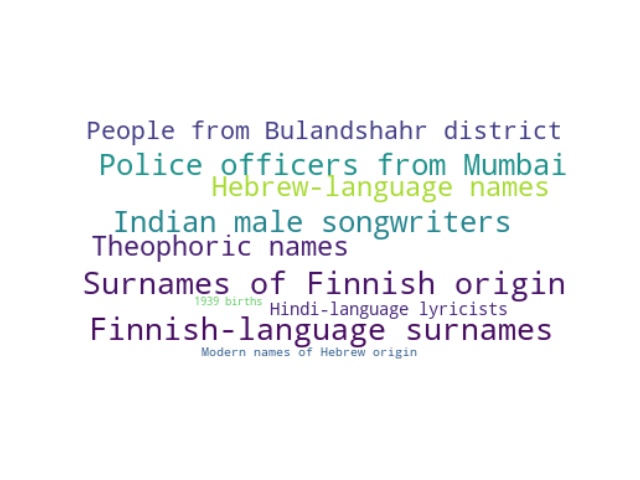 People from Bulandshahr district
Police officers from Mumbai
Hebrew-language names
Indian male songwriters
Theophoric names
Surnames of Finnish origin
1939 births
Hindi-language lyricists
Finnish-language surnames
Modern names of Hebrew origin